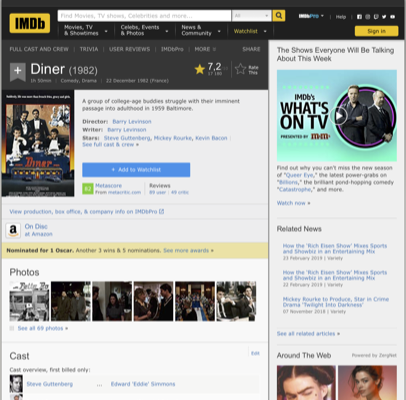 IMDb
Find Movies, TV shows, Celebrities and more...
All
IMDbPro
Help
Movies, TV
& Showtimes
Celebs, Events
& Photos
News &
Community
Watchlist
Sign in
FULL CAST AND CREW | TRIVIA | USER REVIEWS | IMDbPro | MORE
SHARE
Diner (1982)
1h 50min | Comedy, Drama | 22 December 1982 (France)
7,2
Rate
This
Diner
A group of college-age buddies struggle with their imminent
passage into adulthood in 1959 Baltimore.
Director: Barry Levinson
Writer: Barry Levinson
Stars: Steve Guttenberg, Mickey Rourke, Kevin Bacon
See full cast & crew »
+ Add to Watchlist
82
Metascore
From metacritic.com
Reviews
89 user | 49 critic
View production, box office, & company info on IMDbPro
a
On Disc
at Amazon
Nominated for 1 Oscar. Another 3 wins & 5 nominations. See more awards »
Photos
See all 69 photos »
Cast
Edit
Cast overview, first billed only:
Steve Guttenberg ... Edward 'Eddie' Simmons
The Shows Everyone Will Be Talking
About This Week
IMDb's
WHAT'S
ON TV
PRESENTED BY m&m's
Find out why you can't miss the new season
of "Queer Eye," the latest power-grabs on
"Billions," the brilliant pond-hopping comedy
"Catastrophe," and more.
Watch now »
Related News
How the 'Rich Eisen Show' Mixes Sports
and Showbiz in an Entertaining Mix
22 February 2019 | Variety
How the 'Rich Eisen Show' Mixes Sports
and Showbiz in an Entertaining Mix
21 February 2019 | Variety
Mickey Rourke to Produce, Star in Crime
Drama 'Twilight Into Darkness'
07 November 2018 | Variety
See all related articles »
Around The Web
Powered by ZergNet